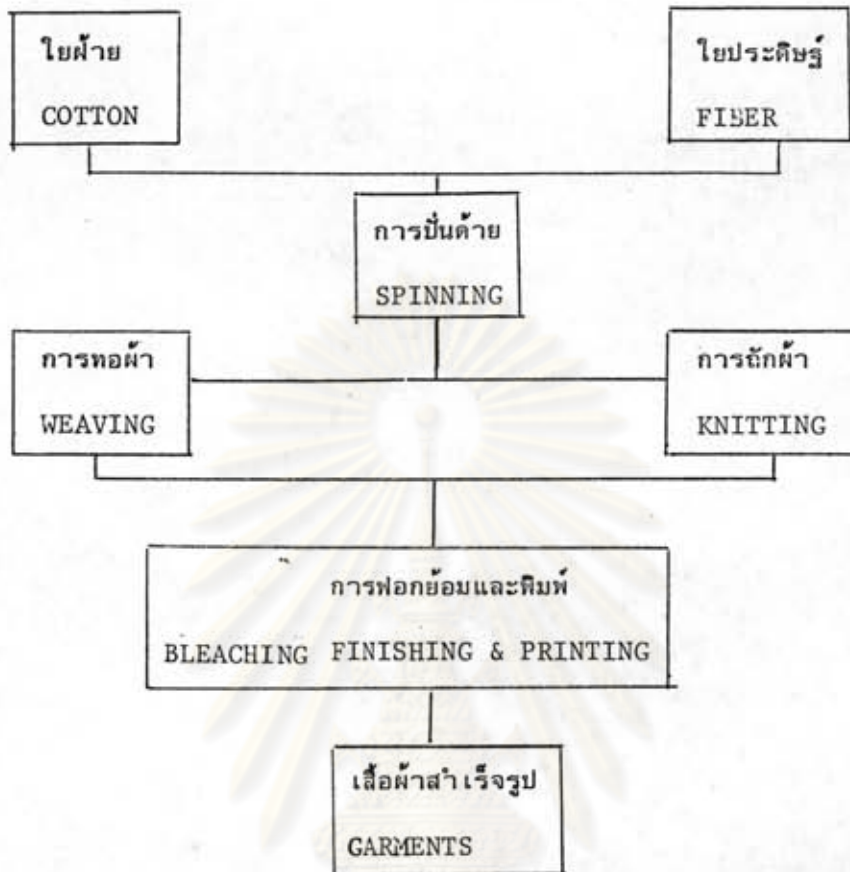 ใยฝ้าย
COTTON
ใยประดิษฐ์
FIBER
การปั่นด้าย
SPINNING
การทอผ้า
WEAVING
การถักผ้า
KNITTING
การฟอกย้อมและพิมพ์
BLEACHING FINISHING & PRINTING
เสื้อผ้าสำเร็จรูป
GARMENTS